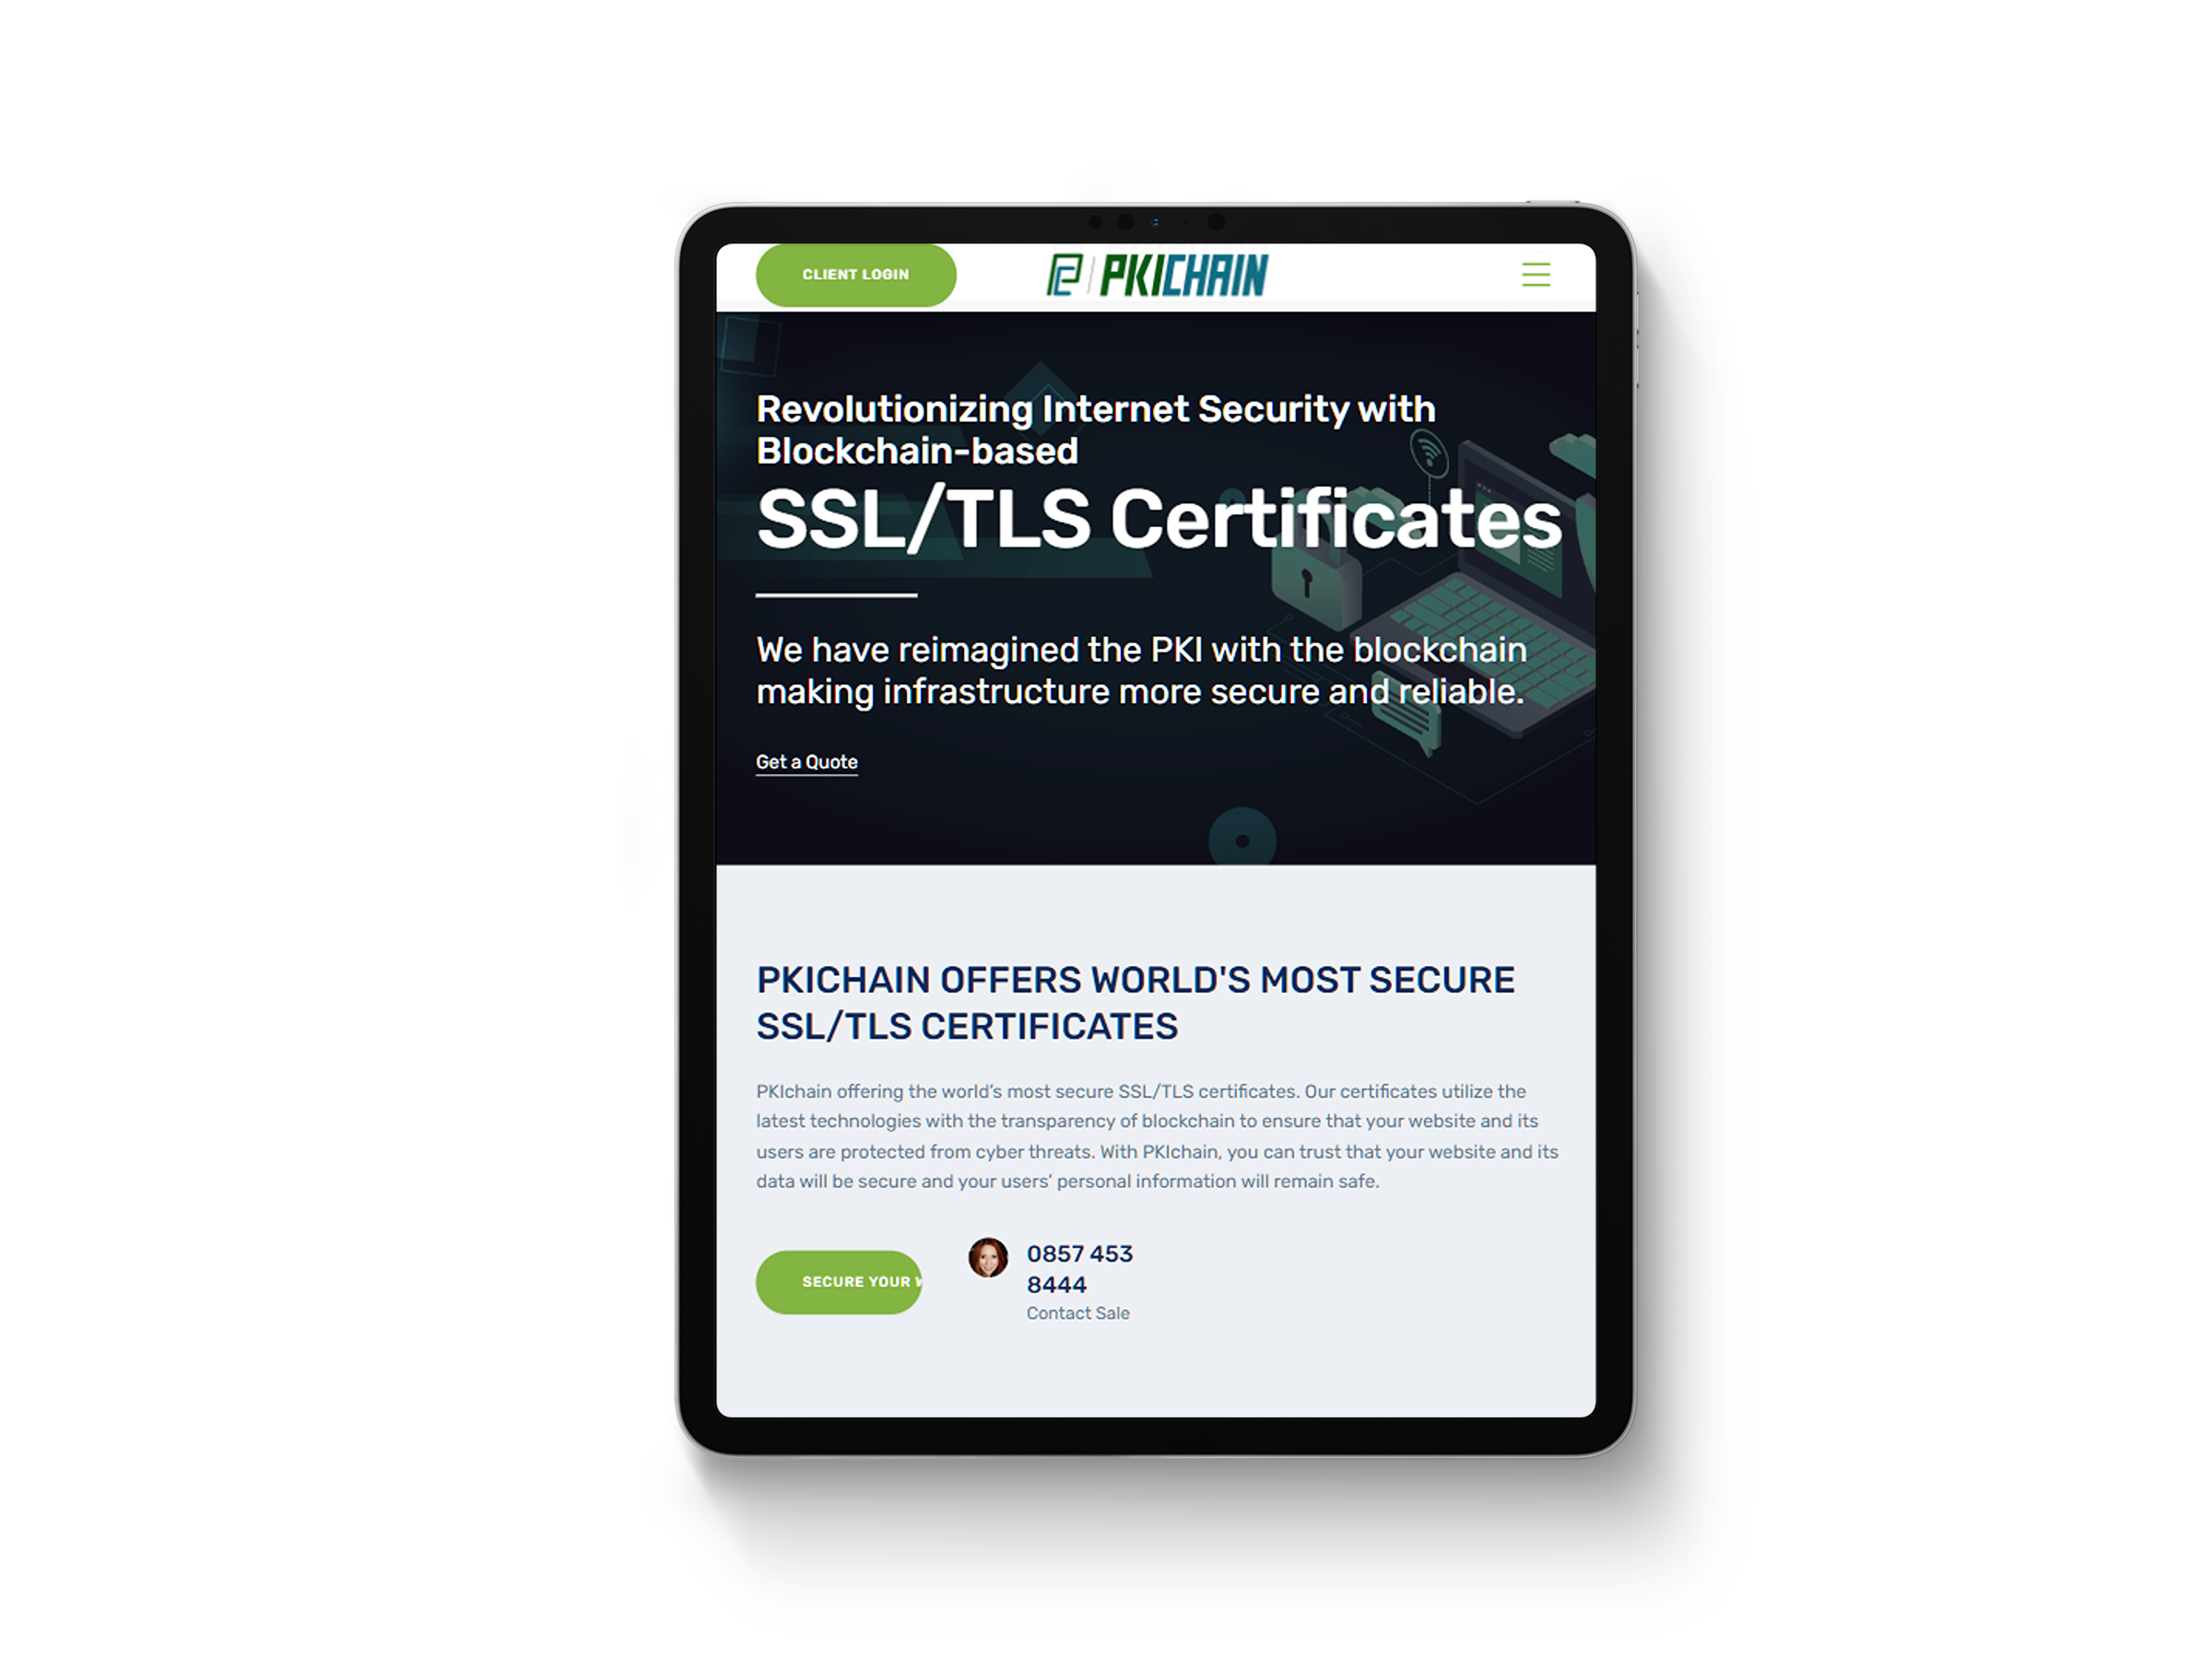 CLIENT LOGIN
PKICHAIN
Revolutionizing Internet Security with
Blockchain-based
SSL/TLS Certificates
We have reimagined the PKI with the blockchain
making infrastructure more secure and reliable.
Get a Quote
PKICHAIN OFFERS WORLD'S MOST SECURE
SSL/TLS CERTIFICATES
PKIchain offering the world’s most secure SSL/TLS certificates. Our certificates utilize the
latest technologies with the transparency of blockchain to ensure that your website and its
users are protected from cyber threats. With PKIchain, you can trust that your website and its
data will be secure and your users’ personal information will remain safe.
SECURE YOUR
0857 453
8444
Contact Sale